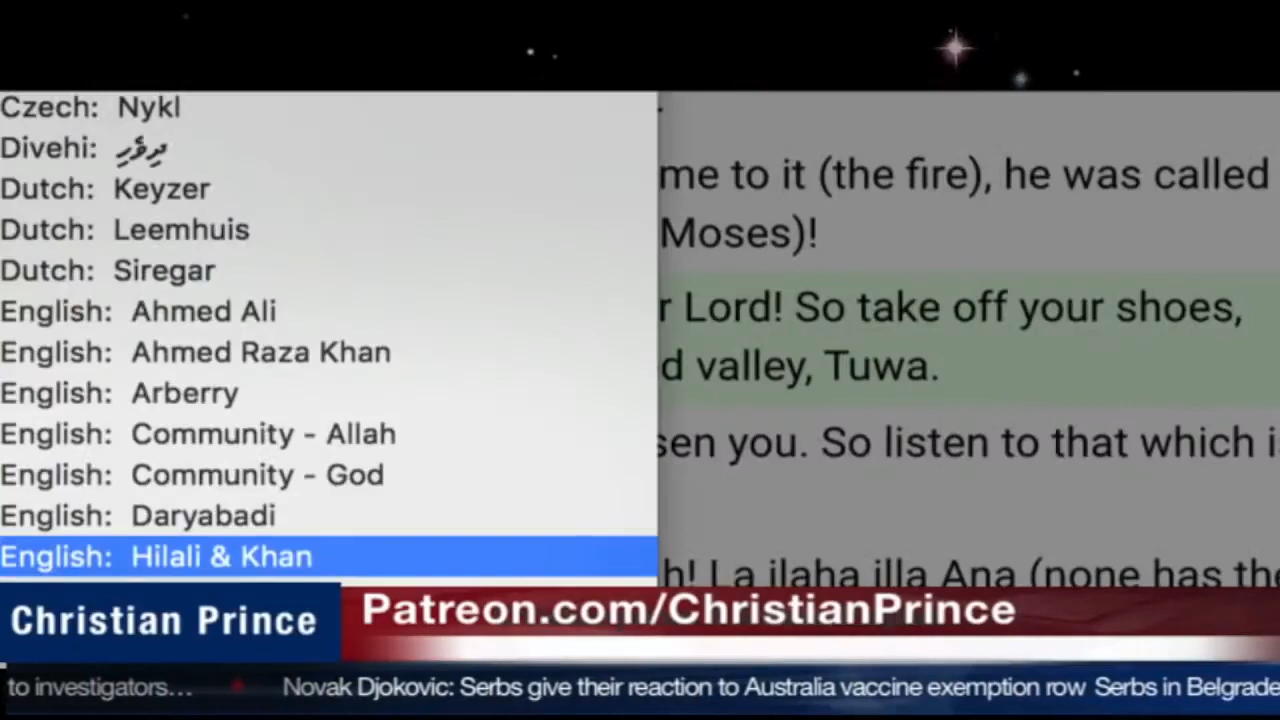 Czech: Nykl
Divehi: ދިވެހި
Dutch: Keyzer
Dutch: Leemhuis
Dutch: Siregar
English: Ahmed Ali
English: Ahmed Raza Khan
English: Arberry
English: Community - Allah
English: Community - God
English: Daryabadi
English: Hilali & Khan
me to it (the fire), he was called
Moses)!
r Lord! So take off your shoes,
d valley, Tuwa.
sen you. So listen to that which is
h! La ilaha illa Ana (none has the
Christian Prince
Patreon.com/ChristianPrince
to investigators... Novak Djokovic: Serbs give their reaction to Australia vaccine exemption row Serbs in Belgrade